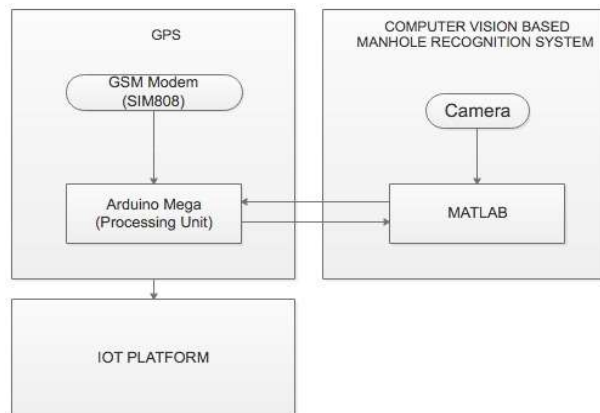 GPS
GSM Modem
(SIM808)
Arduino Mega
(Processing Unit)
COMPUTER VISION BASED
MANHOLE RECOGNITION SYSTEM
Camera
MATLAB
IOT PLATFORM